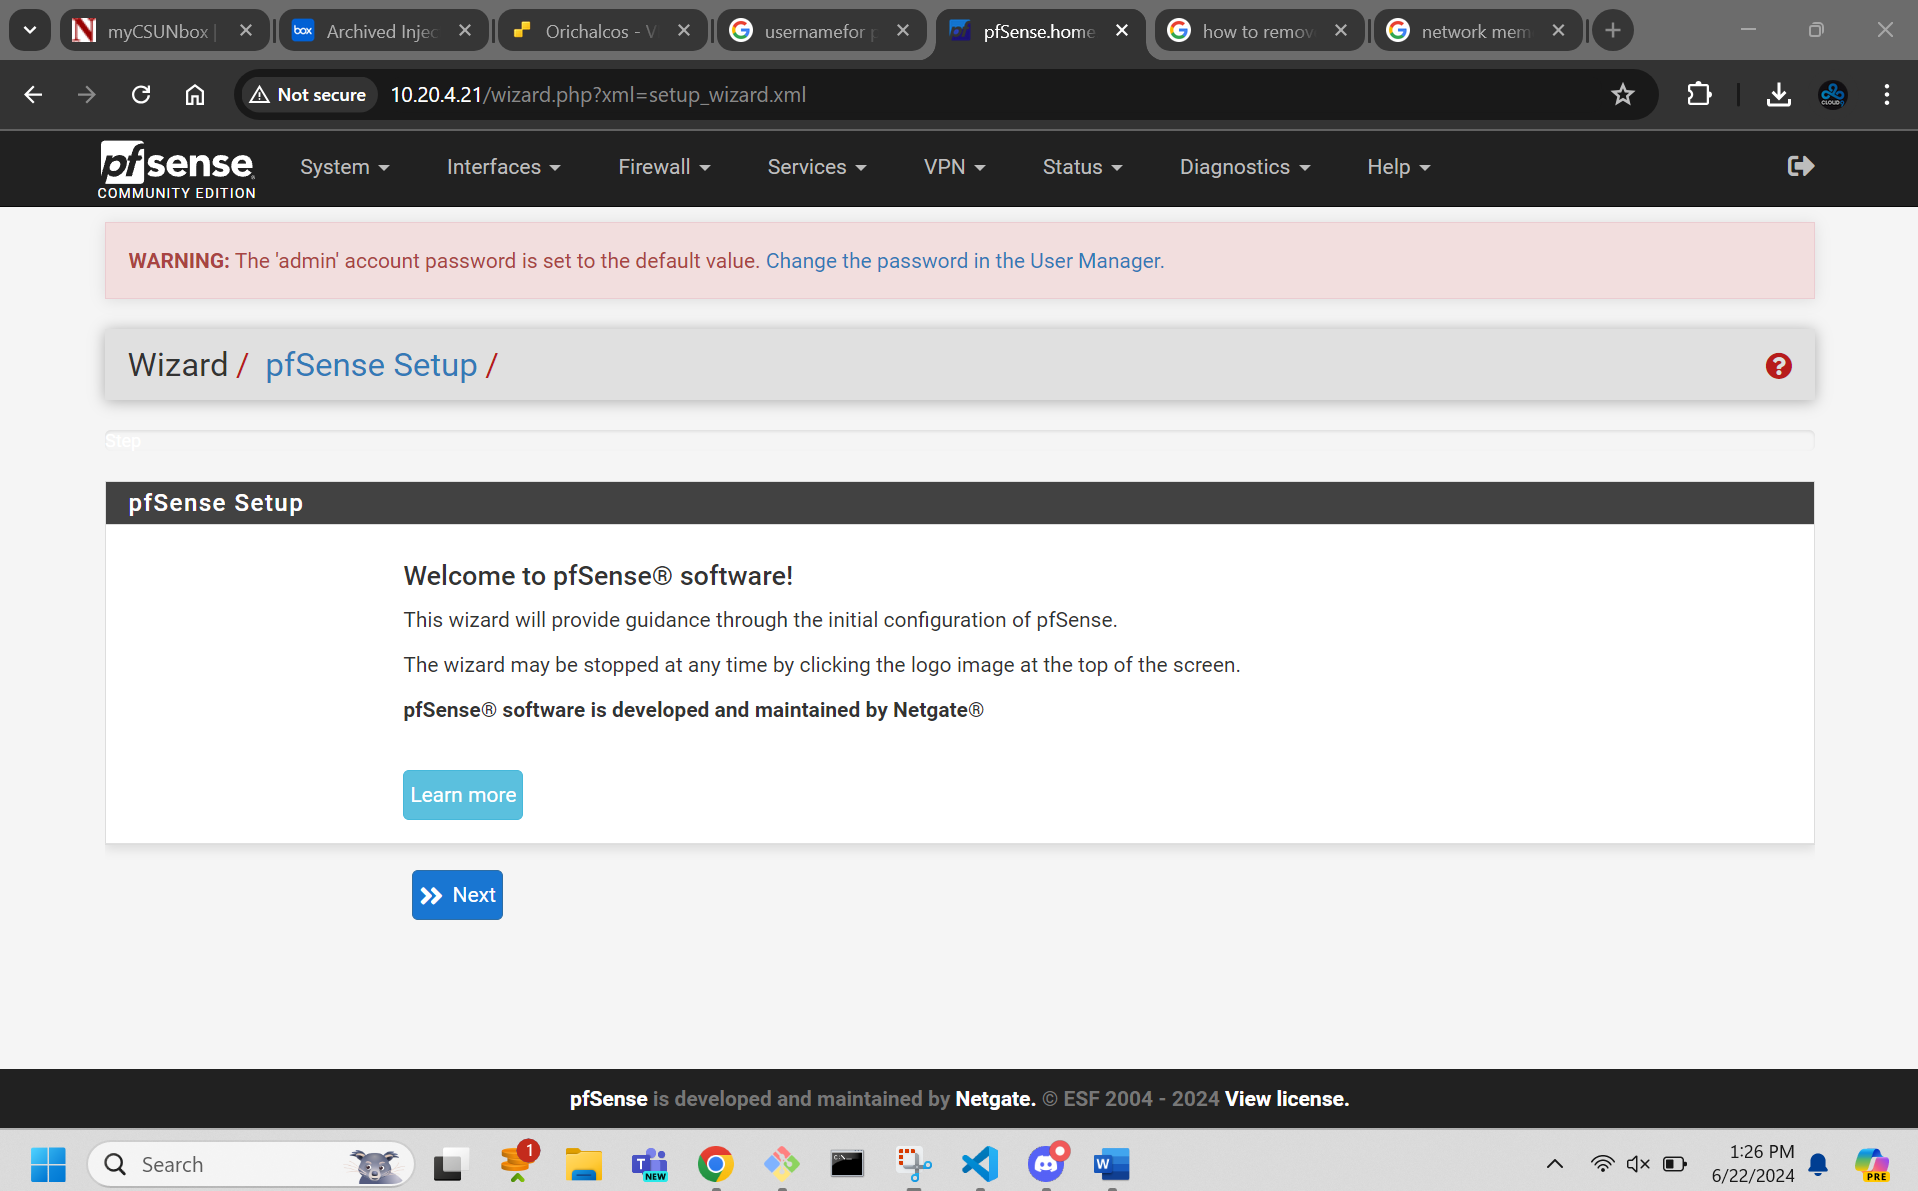 myCSUNbox |
box
Archived Injec
Orichalcos - V
usernamefor p
pfSense.home
how to remov
network mem
Not secure
10.20.4.21/wizard.php?xml=setup_wizard.xml
CLOUD9
pfsense
COMMUNITY EDITION
System
Interfaces
Firewall
Services
VPN
Status
Diagnostics
Help
WARNING: The 'admin' account password is set to the default value. Change the password in the User Manager.
Wizard / pfSense Setup /
Step
pfSense Setup
Welcome to pfSense® software!
This wizard will provide guidance through the initial configuration of pfSense.
The wizard may be stopped at any time by clicking the logo image at the top of the screen.
pfSense® software is developed and maintained by Netgate®
Learn more
Next
pfSense is developed and maintained by Netgate. © ESF 2004 - 2024 View license.
Search
1
NEW
1:26 PM
6/22/2024
PRE